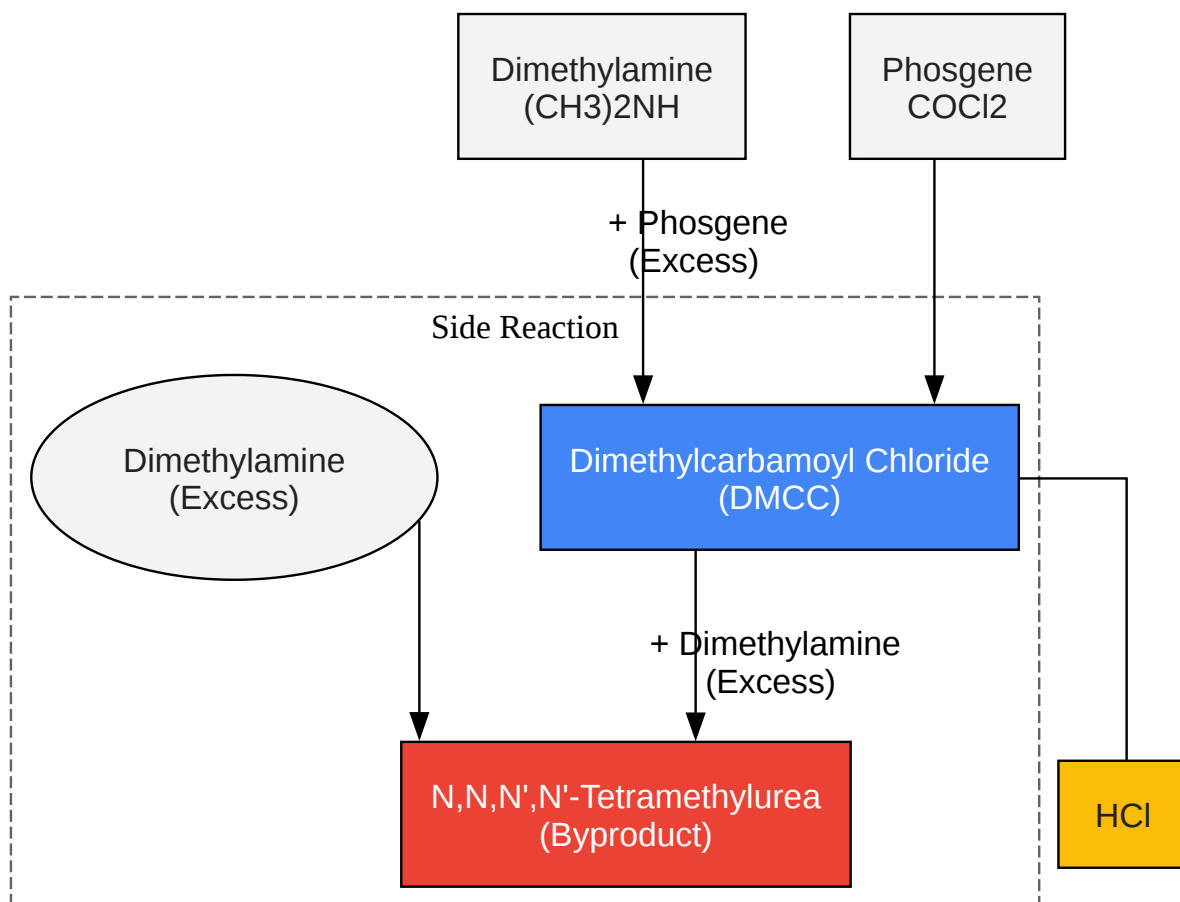 Dimethylamine
(CH3)2NH
Phosgene
COCl2
+ Phosgene
(Excess)
Side Reaction
Dimethylamine
(Excess)
Dimethylcarbamoyl Chloride
(DMCC)
+ Dimethylamine
(Excess)
N,N,N',N'-Tetramethylurea
(Byproduct)
HCl